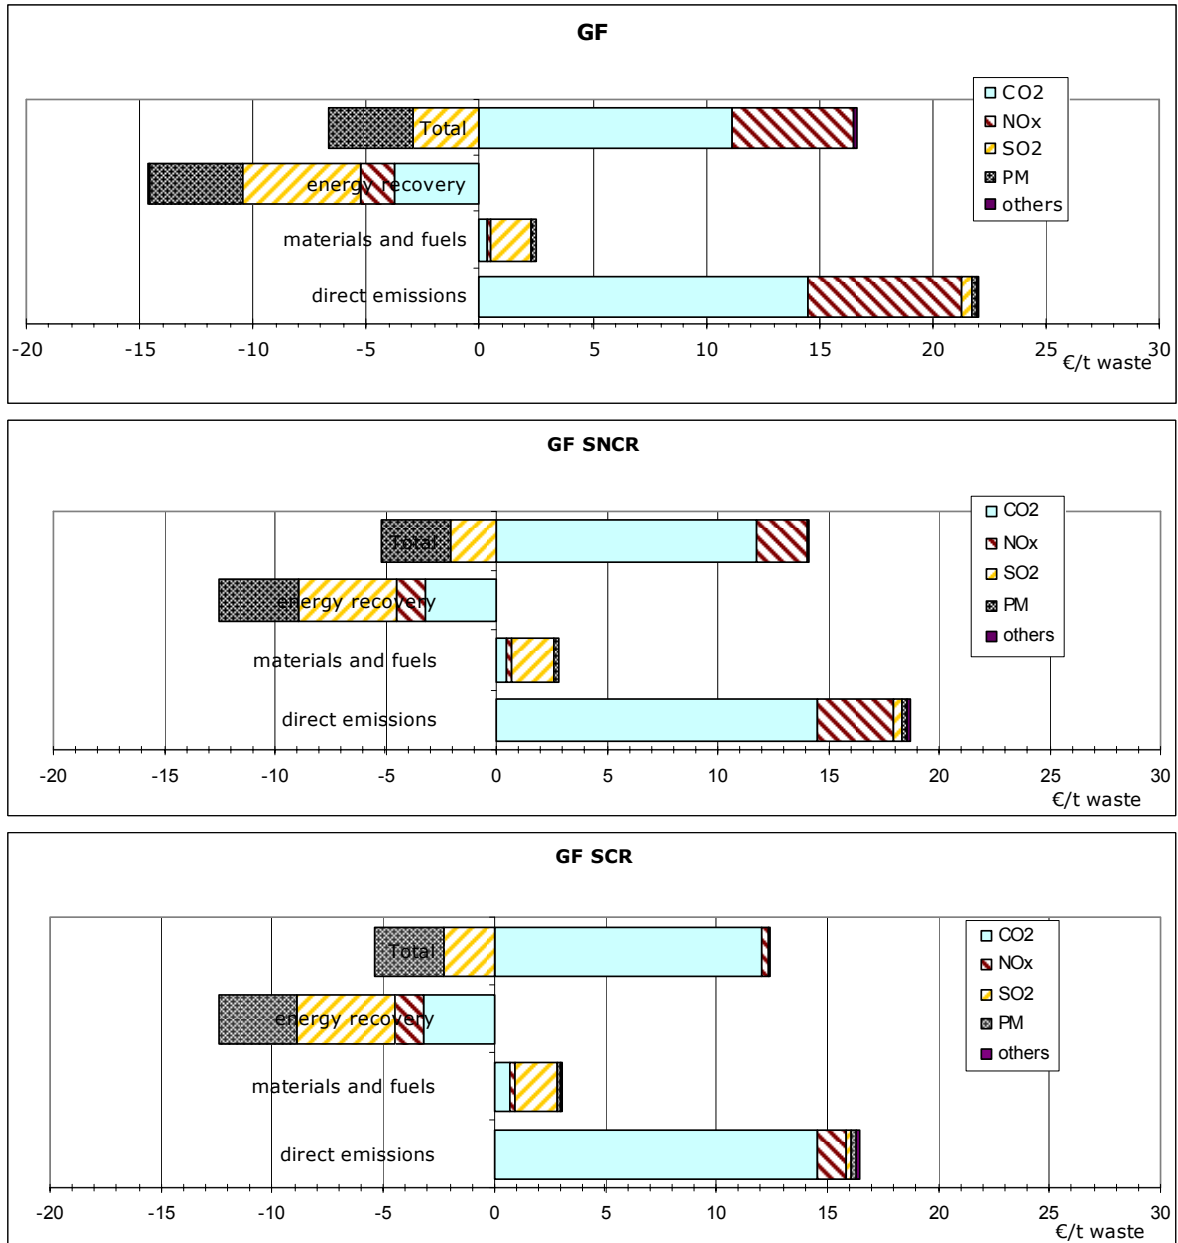 GF
CO2
NOx
SO2
PM
others
Total
energy recovery
materials and fuels
direct emissions
-20 -15 -10 -5 0 5 10 15 20 25 30
€/t waste
GF SNCR
CO2
NOx
SO2
PM
others
Total
energy recovery
materials and fuels
direct emissions
-20 -15 -10 -5 0 5 10 15 20 25 30
€/t waste
GF SCR
CO2
NOx
SO2
PM
others
Total
energy recovery
materials and fuels
direct emissions
-20 -15 -10 -5 0 5 10 15 20 25 30
€/t waste